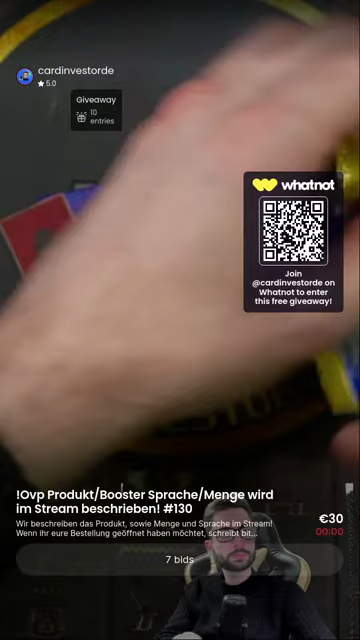 cardinvestorde
5.0
Giveaway
10
entries
whatnot
Join
@cardinvestorde on
Whatnot to enter
this free giveaway!
!Ovp Produkt/Booster Sprache/Menge wird
im Stream beschrieben! #130
€30
Wir beschreiben das Produkt, sowie Menge und Sprache im Stream!
00:00
Wenn ihr eure Bestellung geöffnet haben möchtet, schreibt bit...
7 bids